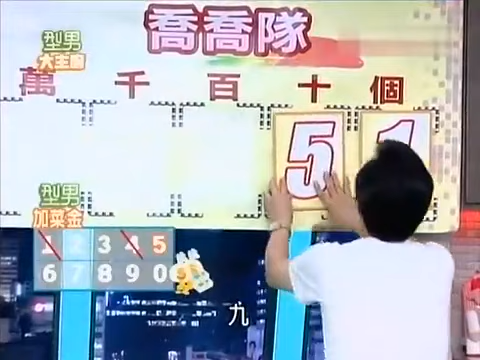 喬喬隊
型男
大主廚
萬 千 百 十 個
5 1
型男
加菜金
1 2 3 4 5
6 7 8 9 0
九